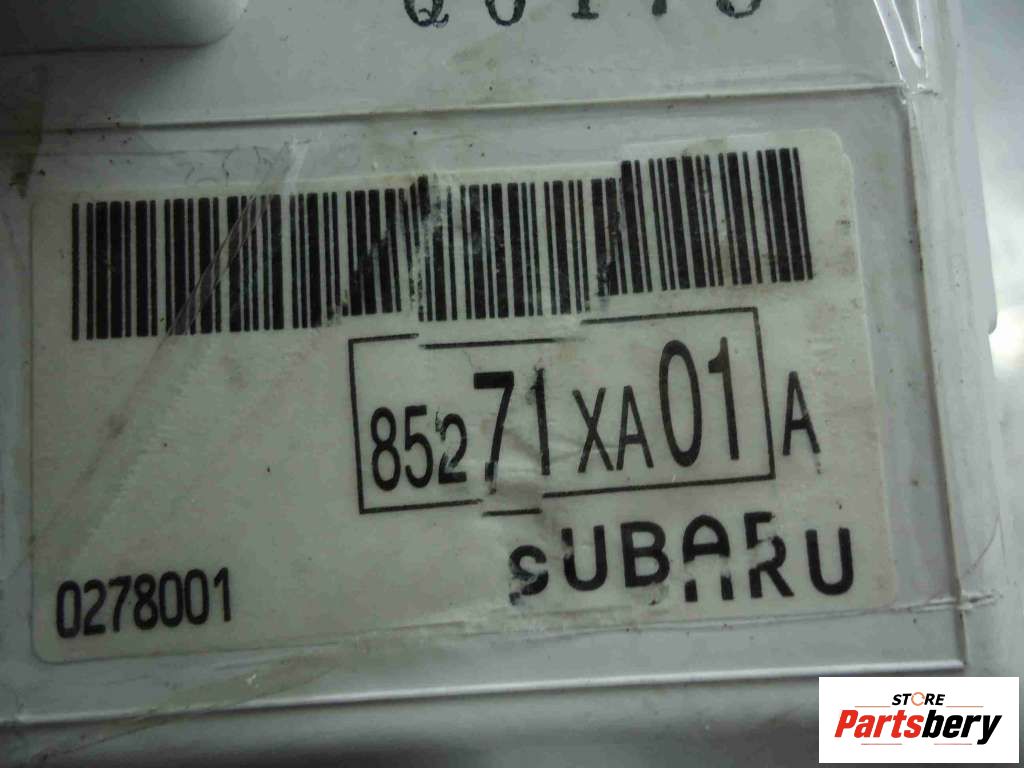 85271XA01A
SUBARU
0278001
STORE
Partsbery